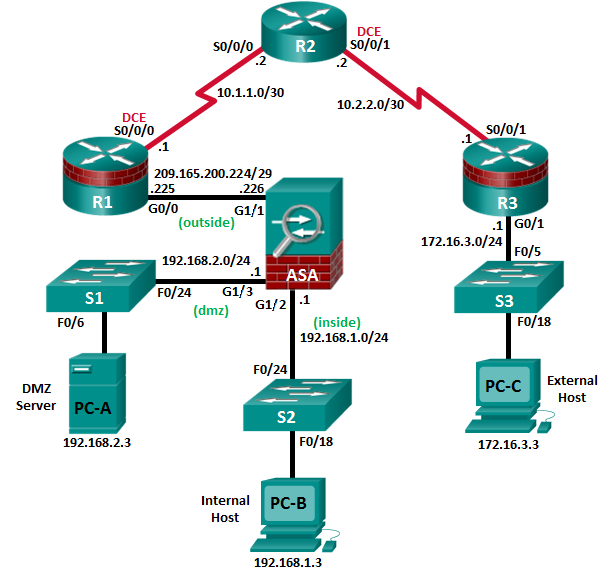 DCE
S0/0/0
R2
S0/0/1
.2
.2
10.1.1.0/30
10.2.2.0/30
DCE
S0/0/0
.1
S0/0/1
.1
209.165.200.224/29
.225
.226
R1
G0/0
G1/1
(outside)
R3
.1
G0/1
172.16.3.0/24
F0/5
192.168.2.0/24
.1
ASA
S1
F0/24
G1/3
G1/2
.1
(dmz)
(inside)
192.168.1.0/24
S3
F0/6
F0/18
F0/24
DMZ
Server
PC-A
192.168.2.3
PC-C
External
Host
172.16.3.3
S2
F0/18
Internal
Host
PC-B
192.168.1.3